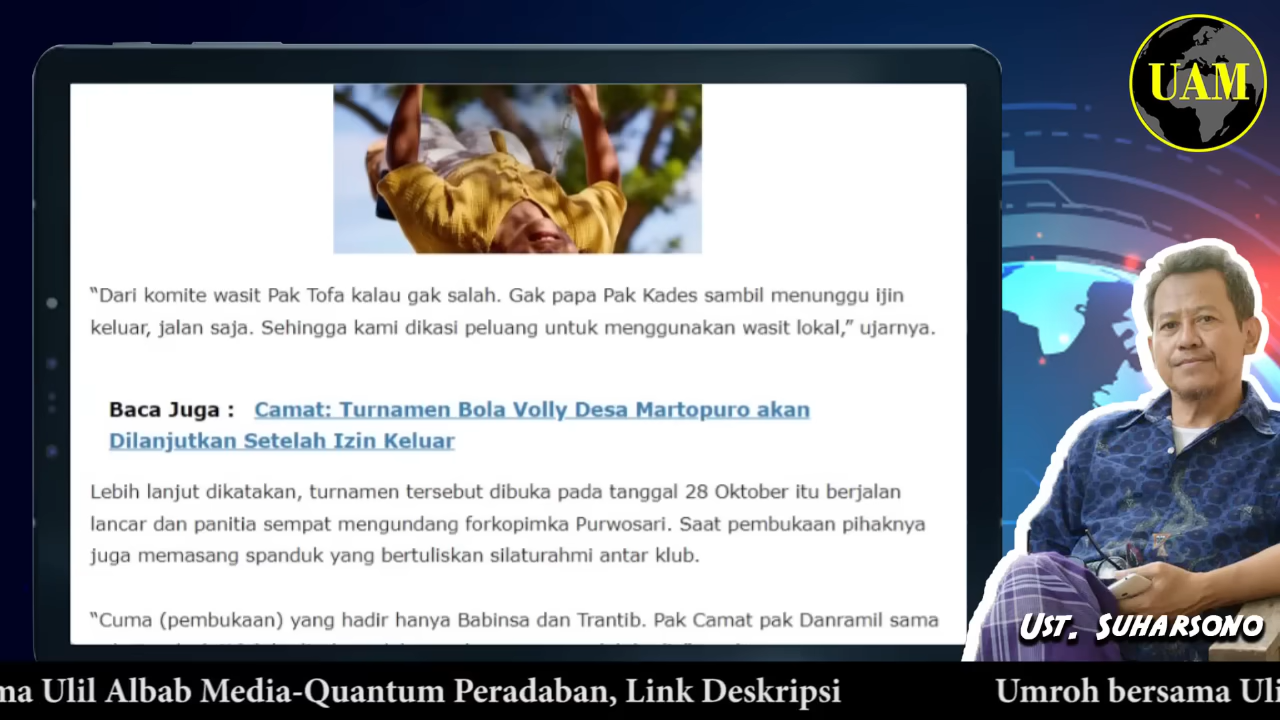 UAM
“Dari komite wasit Pak Tofa kalau gak salah. Gak papa Pak Kades sambil menunggu ijin
keluar, jalan saja. Sehingga kami dikasi peluang untuk menggunakan wasit lokal,” ujarnya.
Baca Juga : Camat: Turnamen Bola Volly Desa Martopuro akan
Dilanjutkan Setelah Izin Keluar
Lebih lanjut dikatakan, turnamen tersebut dibuka pada tanggal 28 Oktober itu berjalan
lancar dan panitia sempat mengundang forkopimka Purwosari. Saat pembukaan pihaknya
juga memasang spanduk yang bertuliskan silaturahmi antar klub.
“Cuma (pembukaan) yang hadir hanya Babinsa dan Trantib. Pak Camat pak Danramil sama
Ust. Suharsono
ma Ulil Albab Media-Quantum Peradaban, Link Deskripsi Umroh bersama Uli